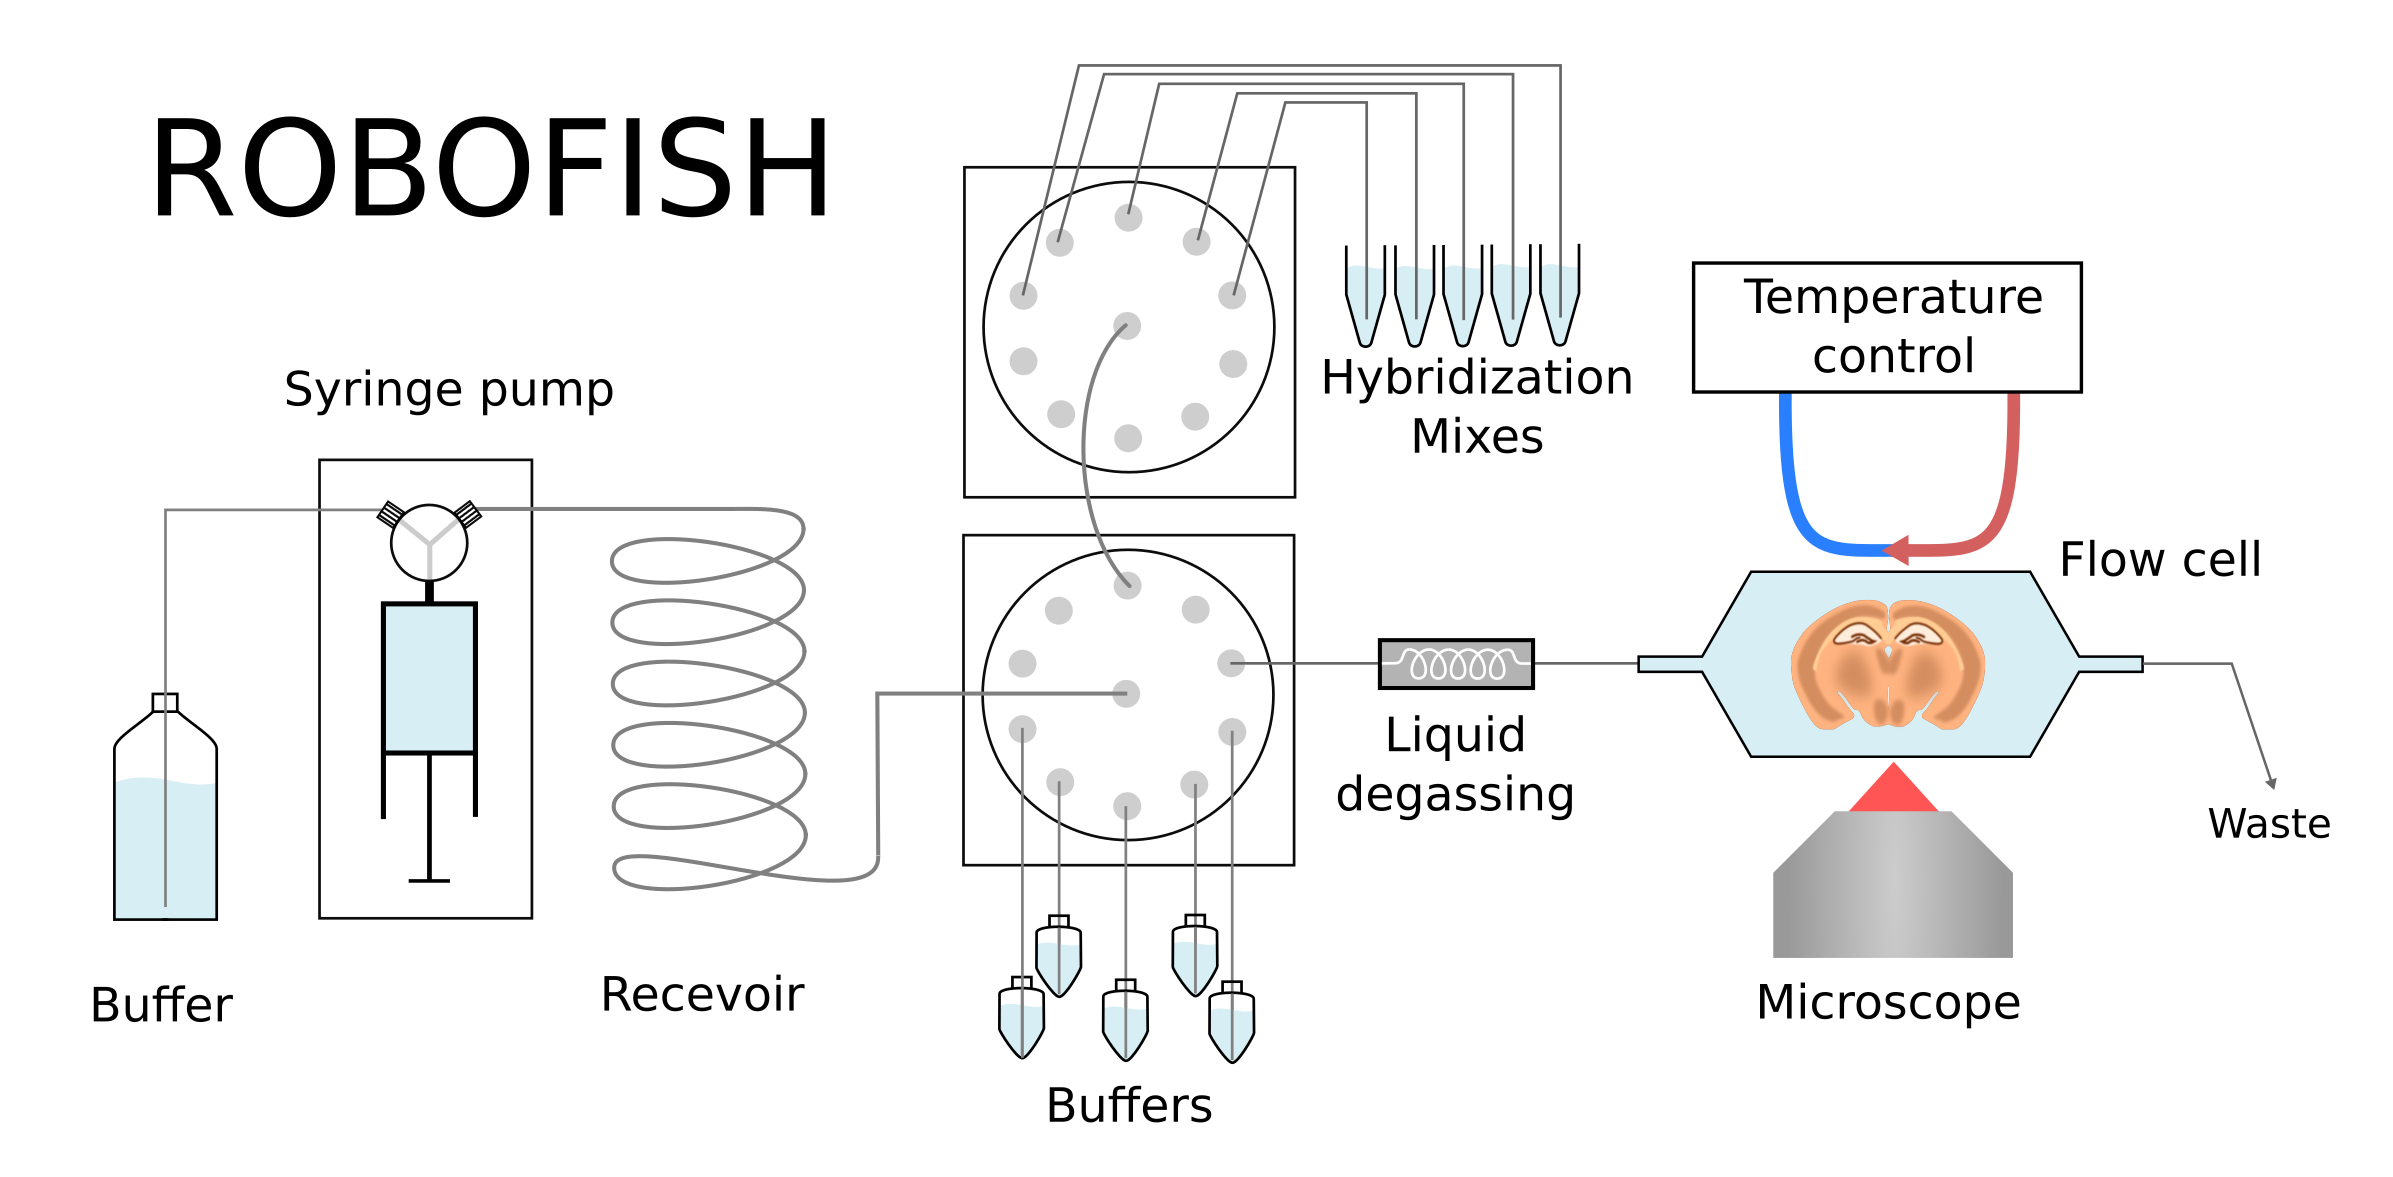 ROBOFISH
Syringe pump
Buffer
Recevoir
Hybridization
Mixes
Buffers
Liquid
degassing
Temperature
control
Flow cell
Waste
Microscope